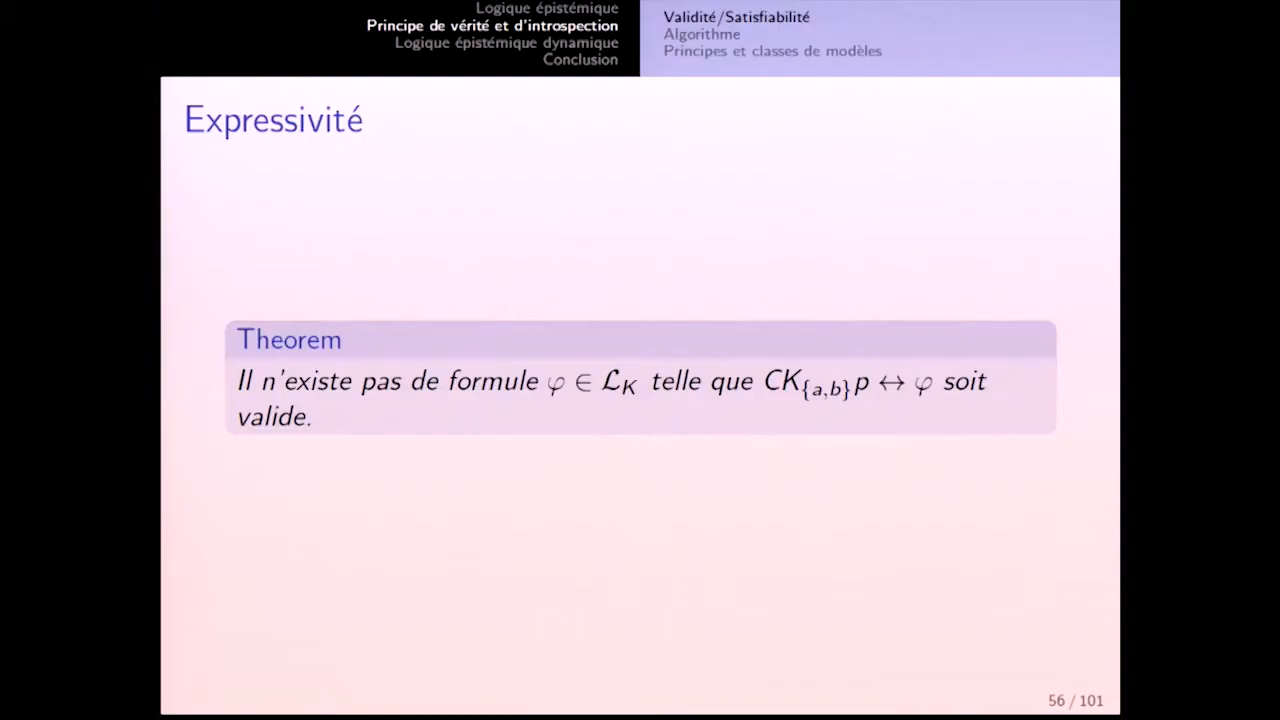 Logique épistémique
Principe de vérité et d'introspection
Logique épistémique dynamique
Conclusion
Validité/Satisfiabilité
Algorithme
Principes et classes de modèles
Expressivité
Theorem
Il n'existe pas de formule φ ∈ ℒ_K telle que CK_{a,b}p ↔ φ soit
valide.
56 / 101